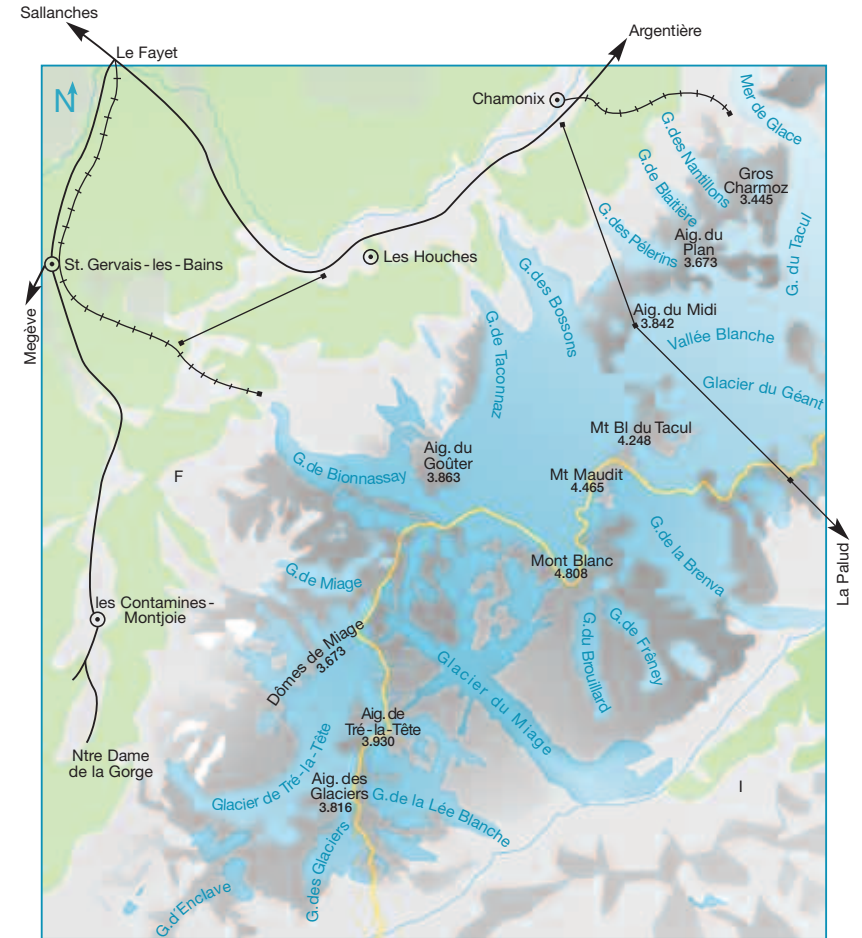 Sallanches
Le Fayet
Argentière
N
Chamonix
Mer de Glace
G. des Nantillons
G. de Blaitière
Gros
Charmoz
3.445
G. des Pélerins
Aig. du
Plan
3.673
G. du Tacul
Les Houches
St. Gervais-les-Bains
G. des Bossons
Megève
Aig. du Midi
3.842
G. de Taconnaz
Vallée Blanche
Glacier du Géant
Mt Bl du Tacul
4.248
Aig. du
Goûter
3.863
G. de Bionnassay
F
Mt Maudit
4.465
G. de la Brenva
La Palud
Mont Blanc
4.808
G. de Miage
les Contamines-
Montjoie
Dômes de Miage
3.673
G. du Brouillard
G. de Frêney
Glacier du Miage
Aig. de
Tré-la-Tête
3.930
Ntre Dame
de la Gorge
Glacier de Tré-la-Tête
Aig. des
Glaciers
3.816
G. de la Lée Blanche
I
G. des Glaciers
G. d'Enclave